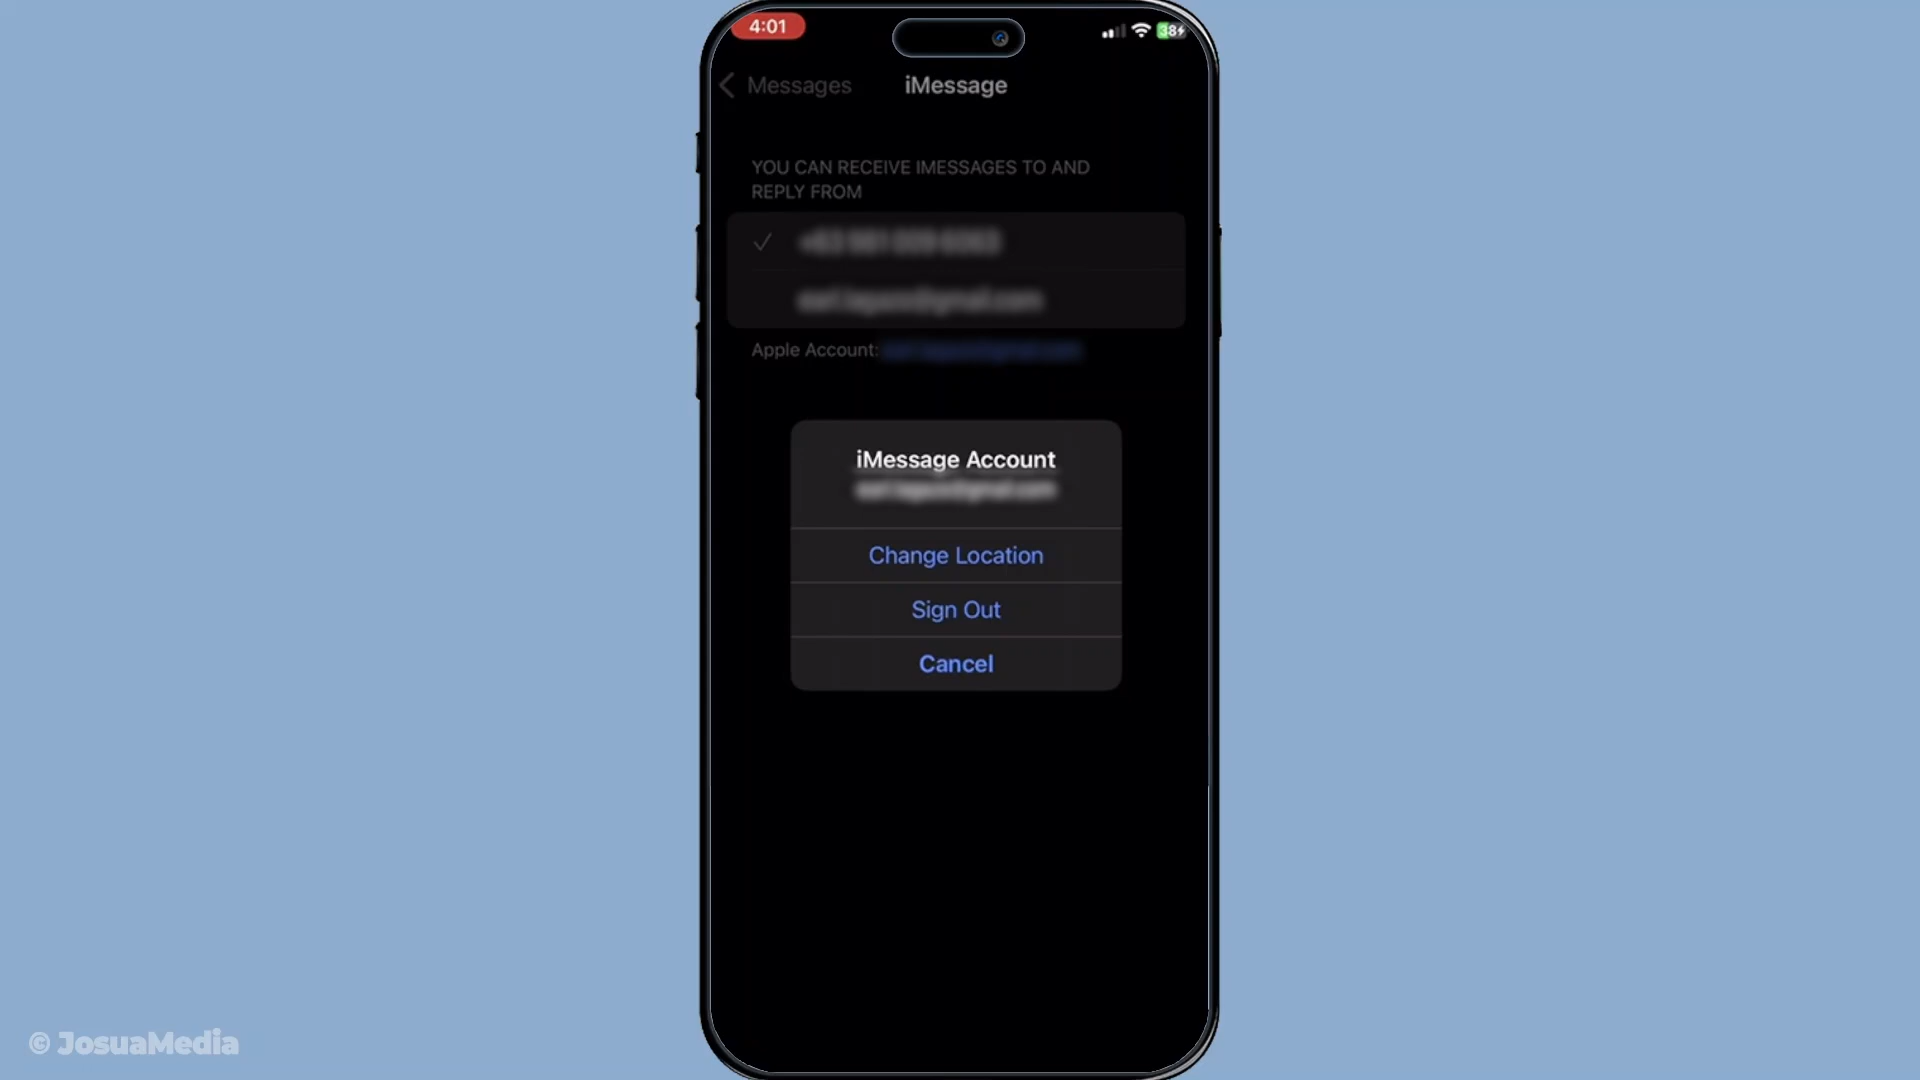 4:01
38
Messages
iMessage
YOU CAN RECEIVE IMESSAGES TO AND
REPLY FROM
Apple Account:
iMessage Account
Change Location
Sign Out
Cancel
© JosuaMedia